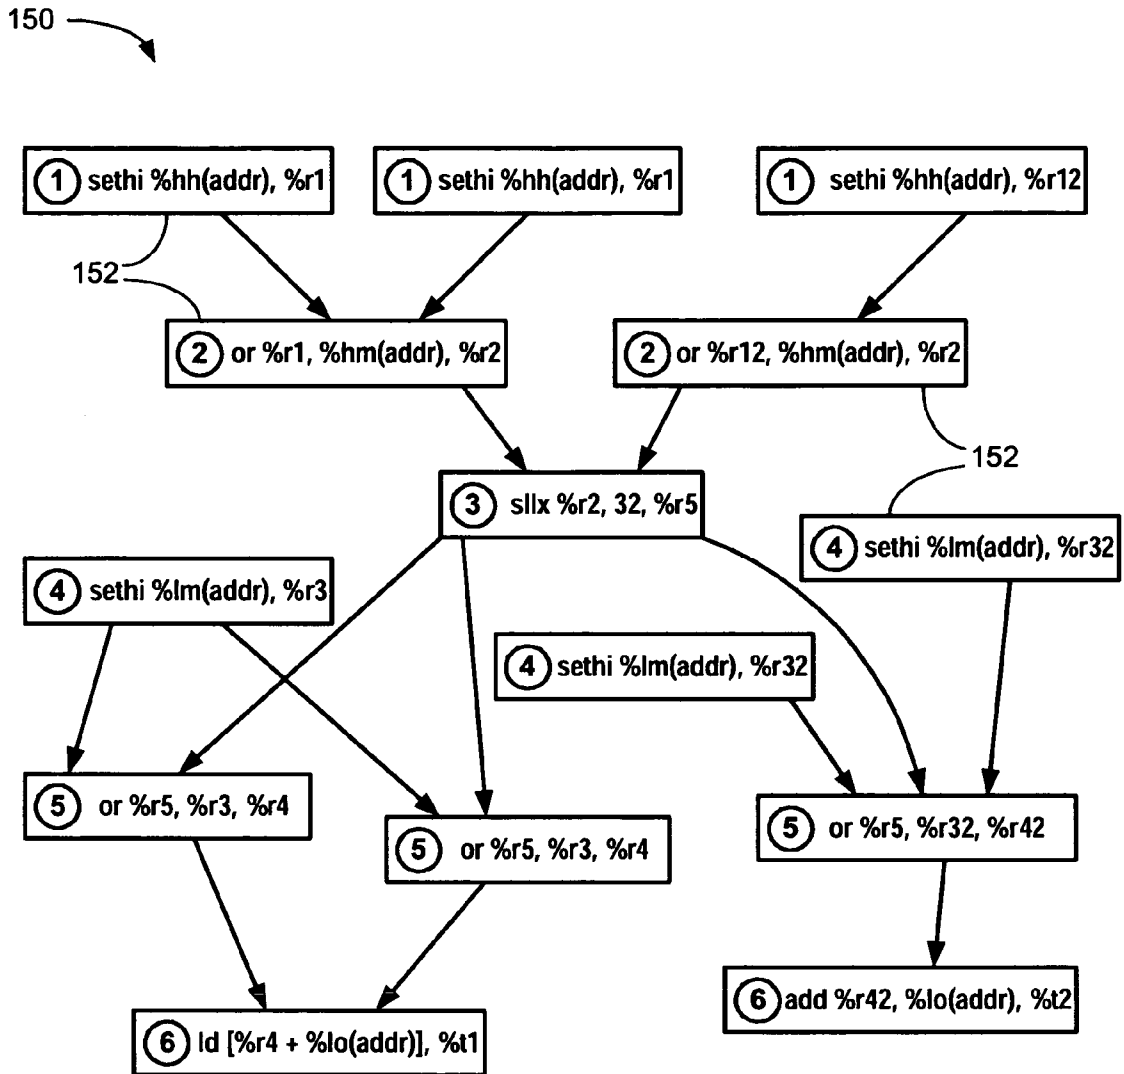 150
1 sethi %hh(addr), %r1
1 sethi %hh(addr), %r1
1 sethi %hh(addr), %r12
152
2 or %r1, %hm(addr), %r2
2 or %r12, %hm(addr), %r2
152
3 sllx %r2, 32, %r5
4 sethi %lm(addr), %r32
4 sethi %lm(addr), %r3
4 sethi %lm(addr), %r32
5 or %r5, %r3, %r4
5 or %r5, %r3, %r4
5 or %r5, %r32, %r42
6 add %r42, %lo(addr), %t2
6 ld [%r4 + %lo(addr)], %t1